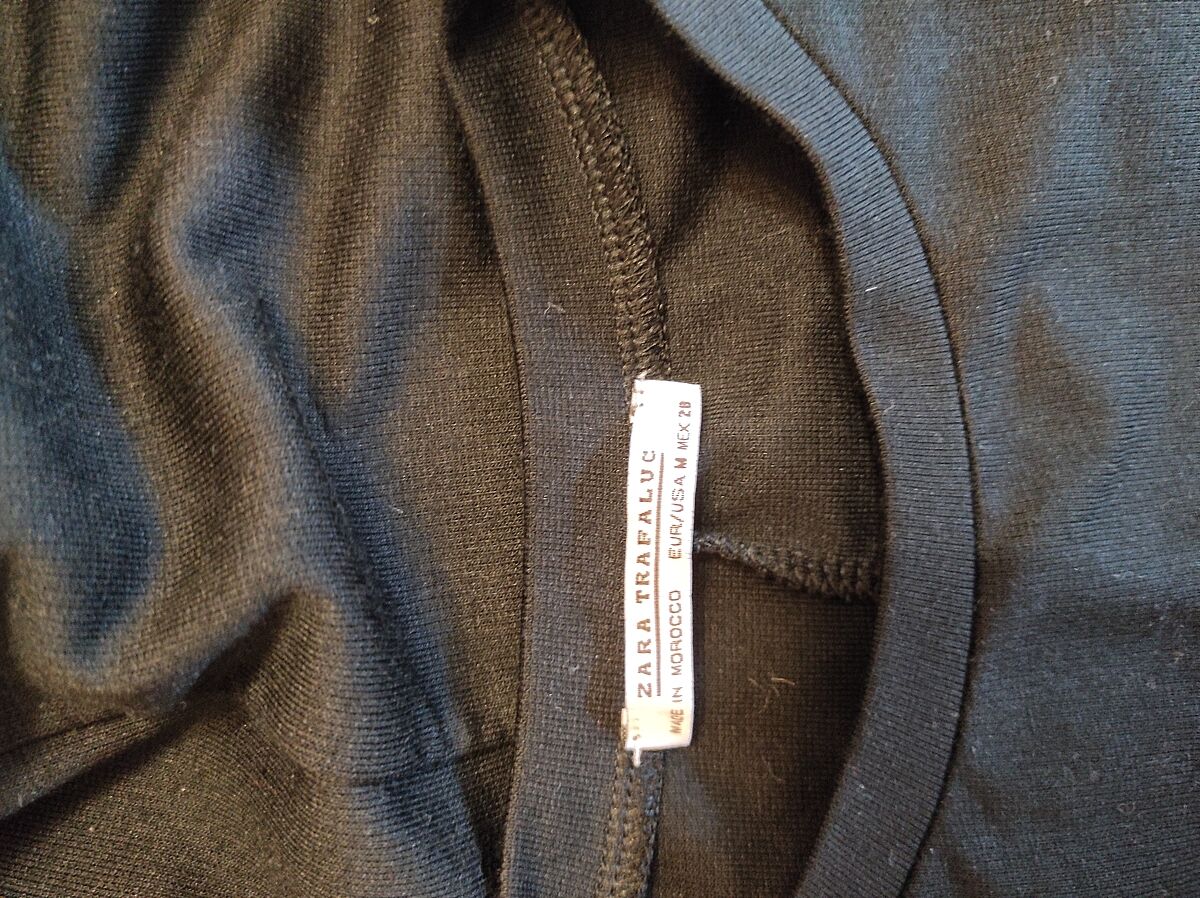 ZARA TRAFALUC
MADE IN MOROCCO EUR/USA M MEX 28